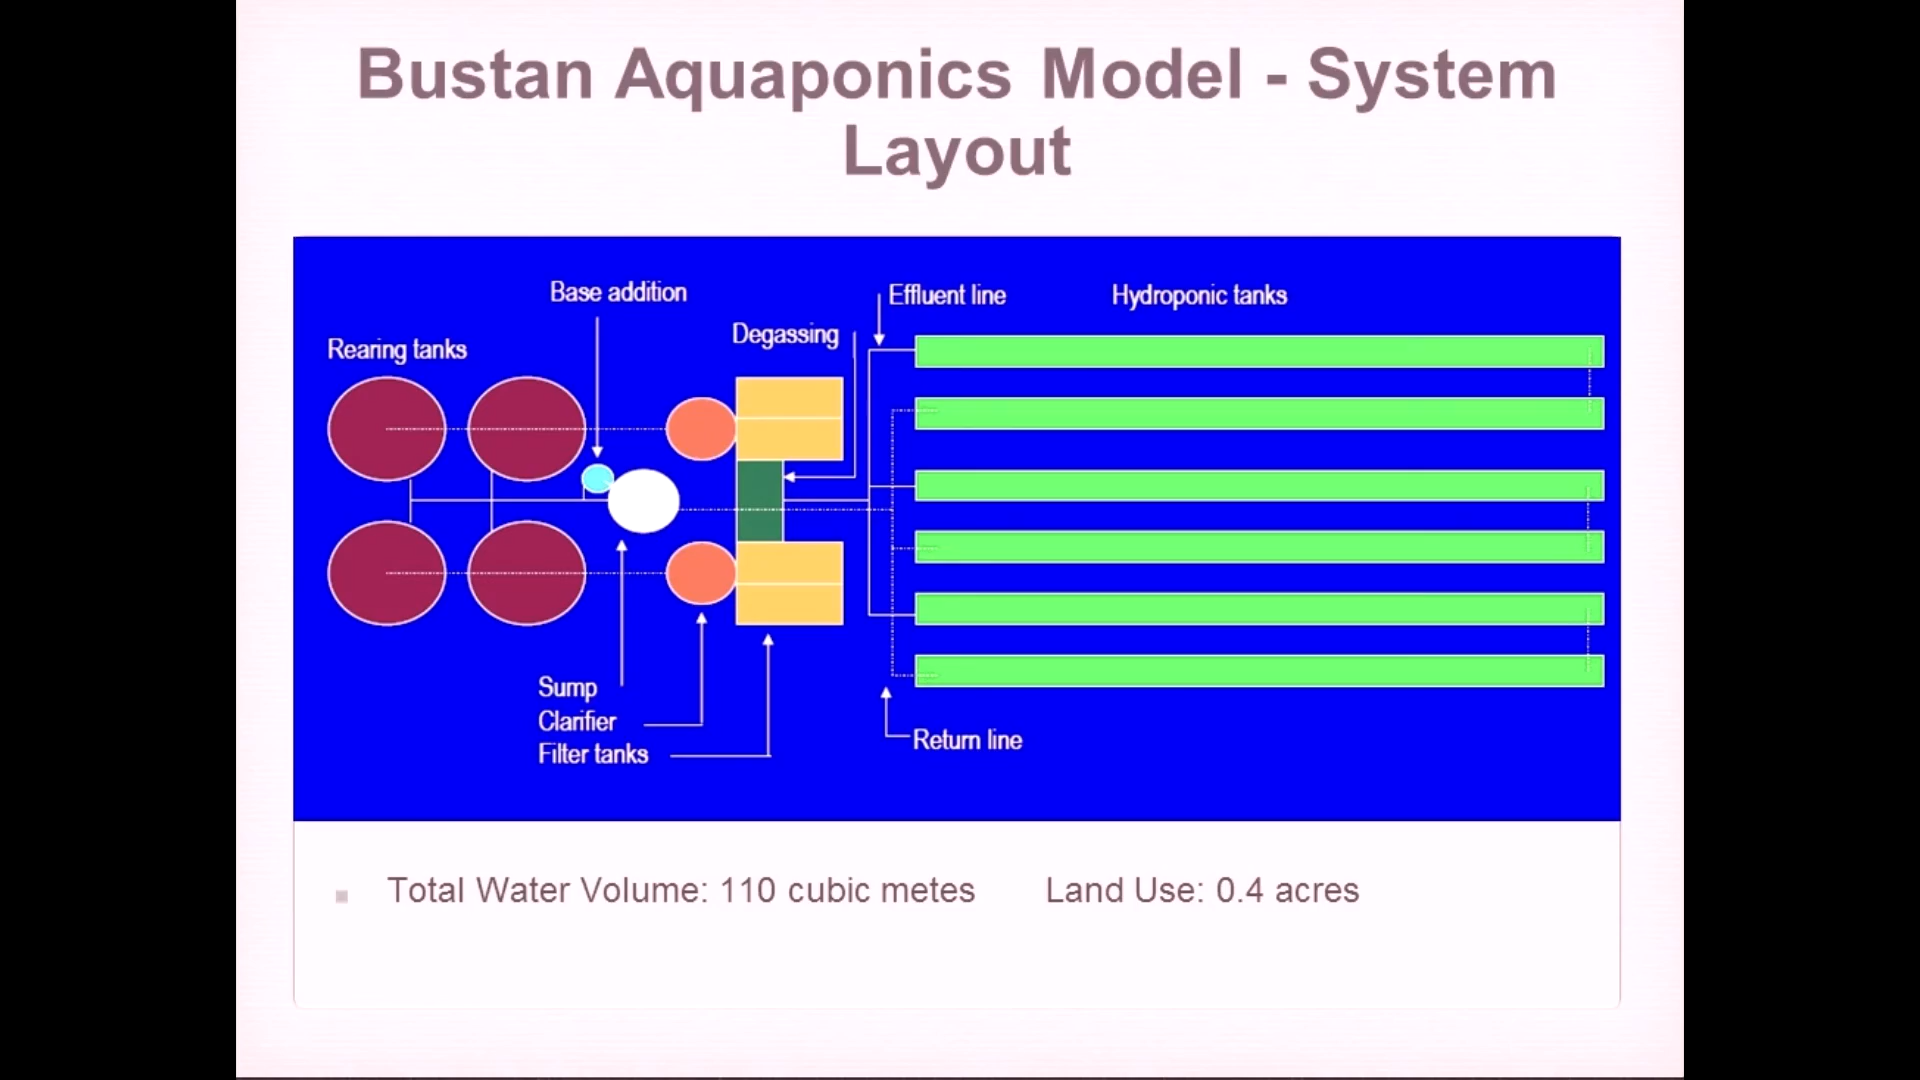 Bustan Aquaponics Model - System
Layout
Base addition
Effluent line
Hydroponic tanks
Degassing
Rearing tanks
Sump
Clarifier
Filter tanks
Return line
Total Water Volume: 110 cubic metes Land Use: 0.4 acres